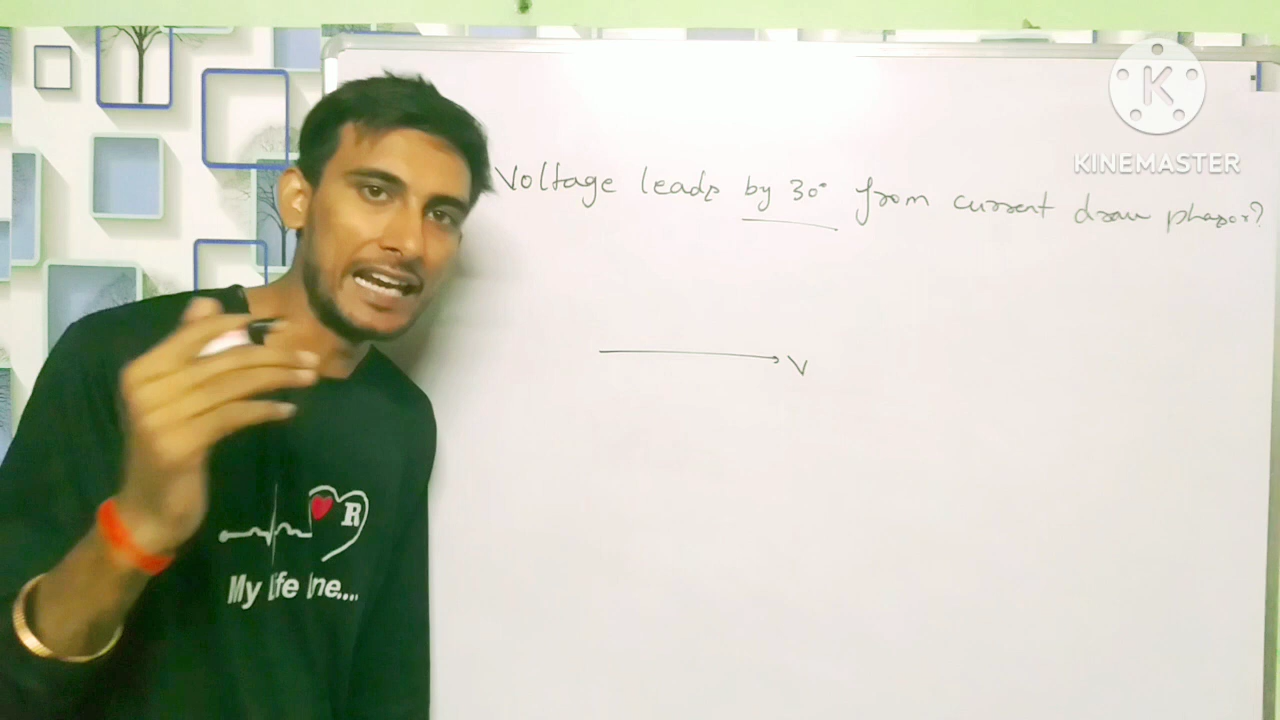 K
KINEMASTER
Voltage leads by 30° from current draw phasor?
V
R
My Life Line....